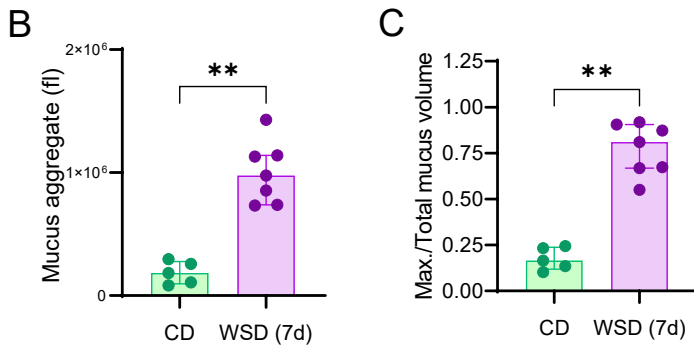 B
Mucus aggregate (fl)
2×10⁶
1×10⁶
0
**
CD
WSD (7d)
C
Max./Total mucus volume
1.25
1.00
0.75
0.50
0.25
0.00
**
CD
WSD (7d)